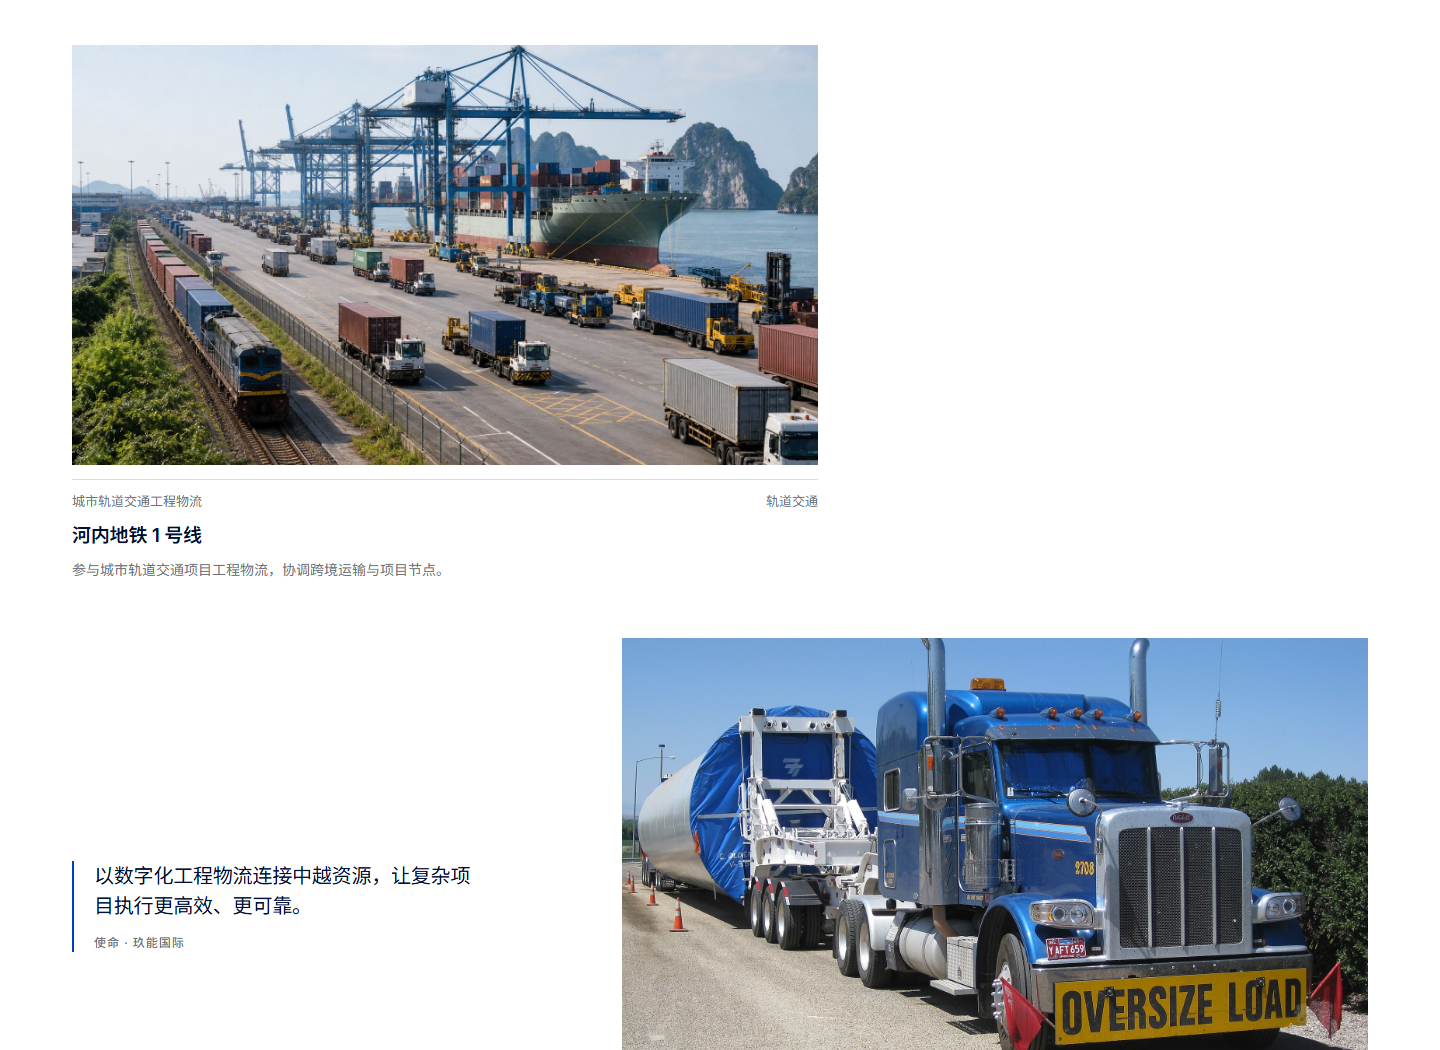 城市轨道交通工程物流
轨道交通
河内地铁 1 号线
参与城市轨道交通项目工程物流，协调跨境运输与项目节点。
以数字化工程物流连接中越资源，让复杂项
目执行更高效、更可靠。
使命 · 玖能国际
2708
YAFT659
OVERSIZE LOAD